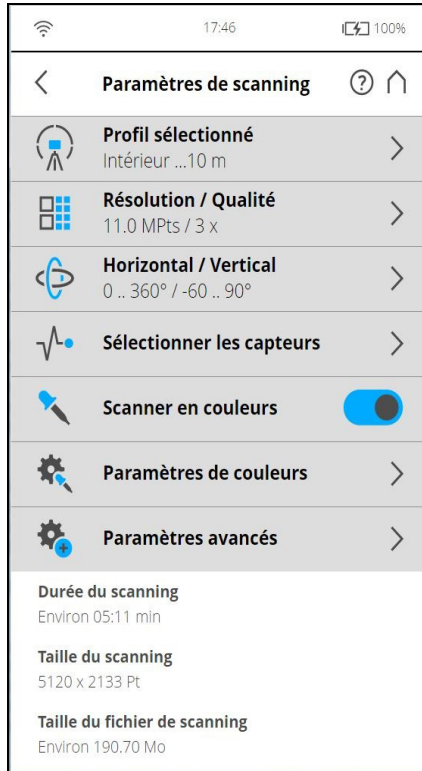 17:46 100%
Paramètres de scanning
Profil sélectionné
Intérieur ...10 m
Résolution / Qualité
11.0 MPts / 3 x
Horizontal / Vertical
0 .. 360° / -60 .. 90°
Sélectionner les capteurs
Scanner en couleurs
Paramètres de couleurs
Paramètres avancés
Durée du scanning
Environ 05:11 min
Taille du scanning
5120 x 2133 Pt
Taille du fichier de scanning
Environ 190.70 Mo